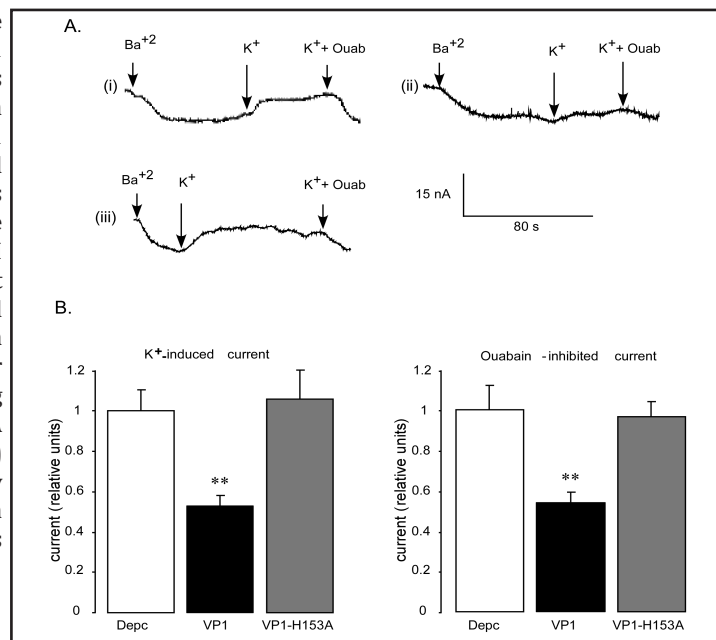 A.
Ba+2 K+ K+ + Ouab
(i)
Ba+2 K+ K+ + Ouab
(ii)
Ba+2 K+ K+ + Ouab
(iii)
15 nA
80 s
B.
K+-induced current
current (relative units)
1.2
1
0.8
0.6
0.4
0.2
0
**
Depc VP1 VP1-H153A
Ouabain -inhibited current
current (relative units)
1.2
1
0.8
0.6
0.4
0.2
0
**
Depc VP1 VP1-H153A